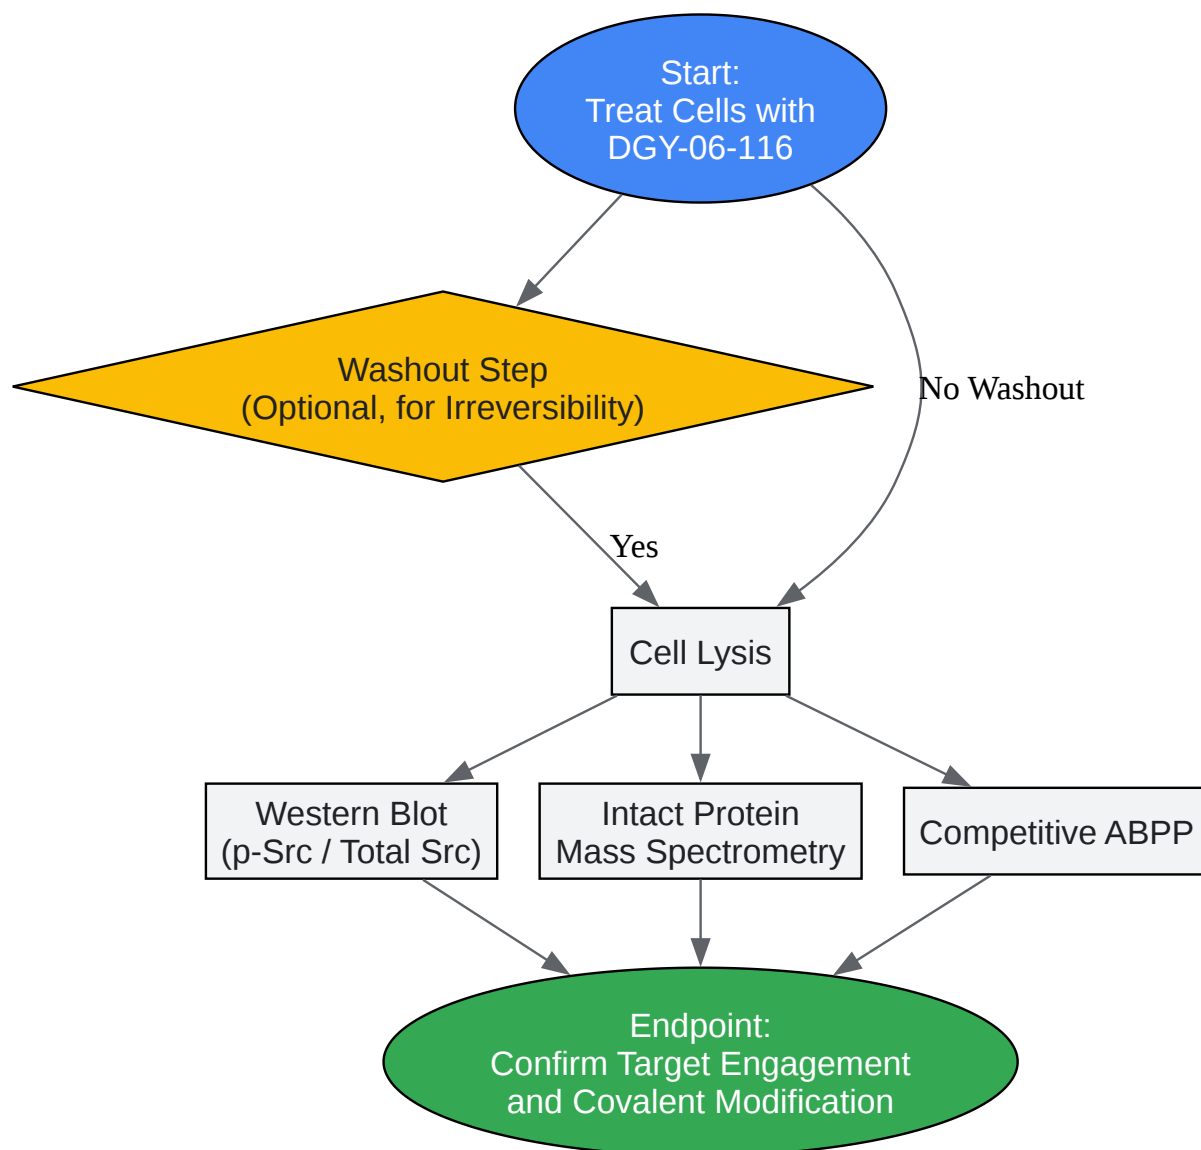 Start:
Treat Cells with
DGY-06-116
Washout Step
(Optional, for Irreversibility)
No Washout
Yes
Cell Lysis
Western Blot
(p-Src / Total Src)
Intact Protein
Mass Spectrometry
Competitive ABPP
Endpoint:
Confirm Target Engagement
and Covalent Modification